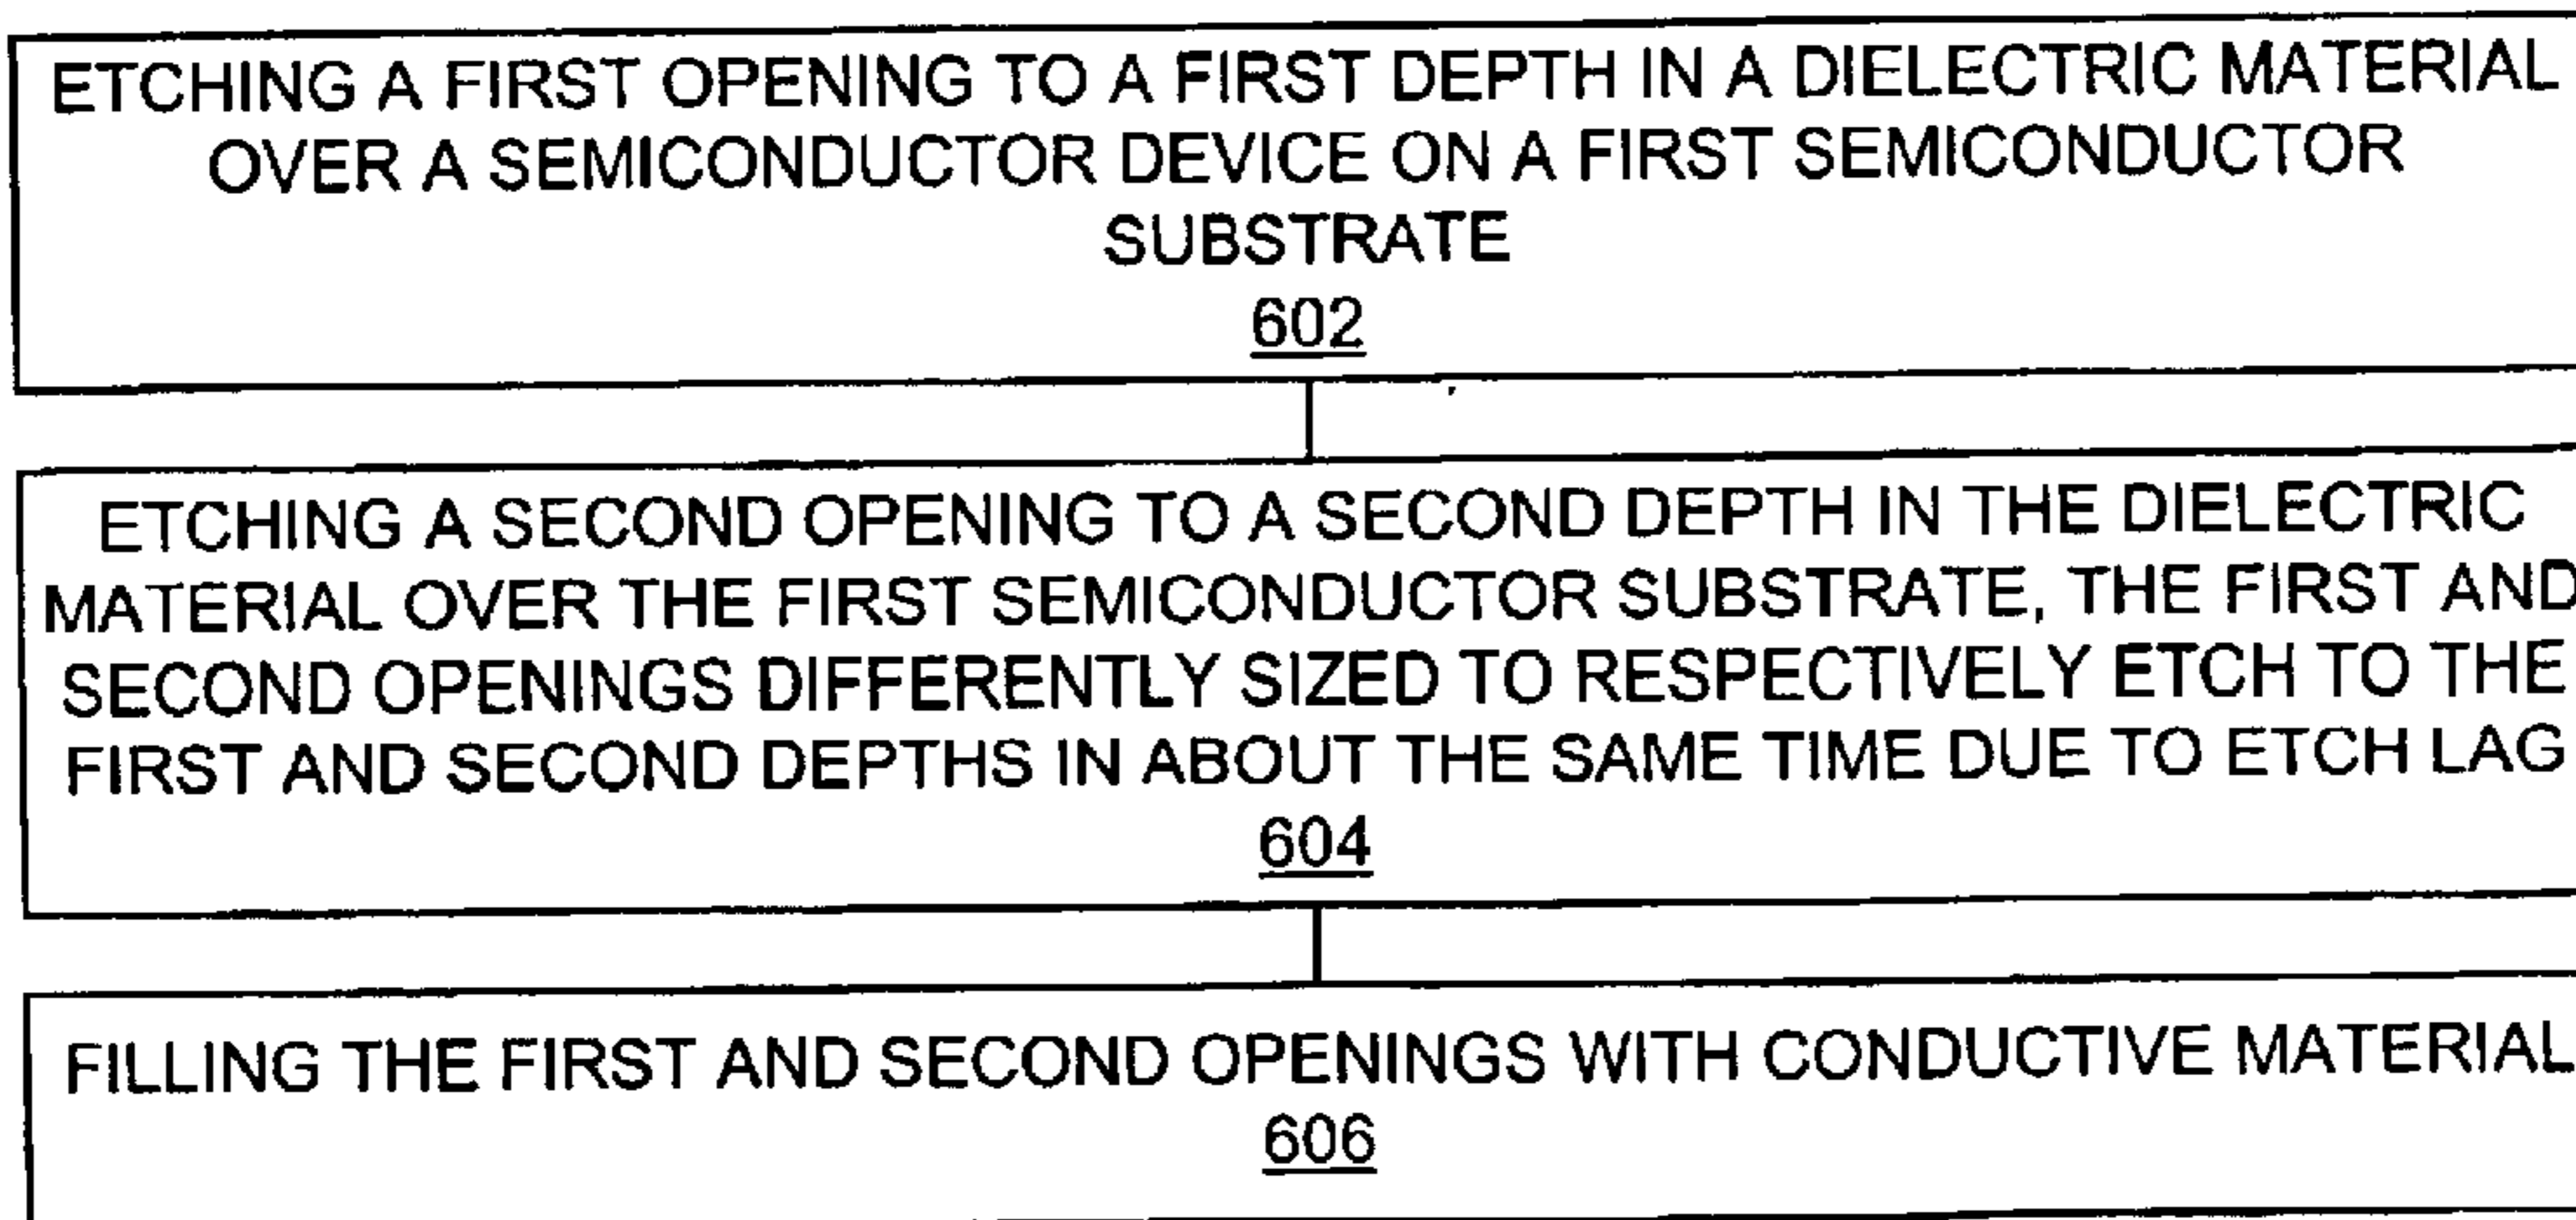 ETCHING A FIRST OPENING TO A FIRST DEPTH IN A DIELECTRIC MATERIAL
OVER A SEMICONDUCTOR DEVICE ON A FIRST SEMICONDUCTOR
SUBSTRATE
602
ETCHING A SECOND OPENING TO A SECOND DEPTH IN THE DIELECTRIC
MATERIAL OVER THE FIRST SEMICONDUCTOR SUBSTRATE, THE FIRST AND
SECOND OPENINGS DIFFERENTLY SIZED TO RESPECTIVELY ETCH TO THE
FIRST AND SECOND DEPTHS IN ABOUT THE SAME TIME DUE TO ETCH LAG
604
FILLING THE FIRST AND SECOND OPENINGS WITH CONDUCTIVE MATERIAL
606